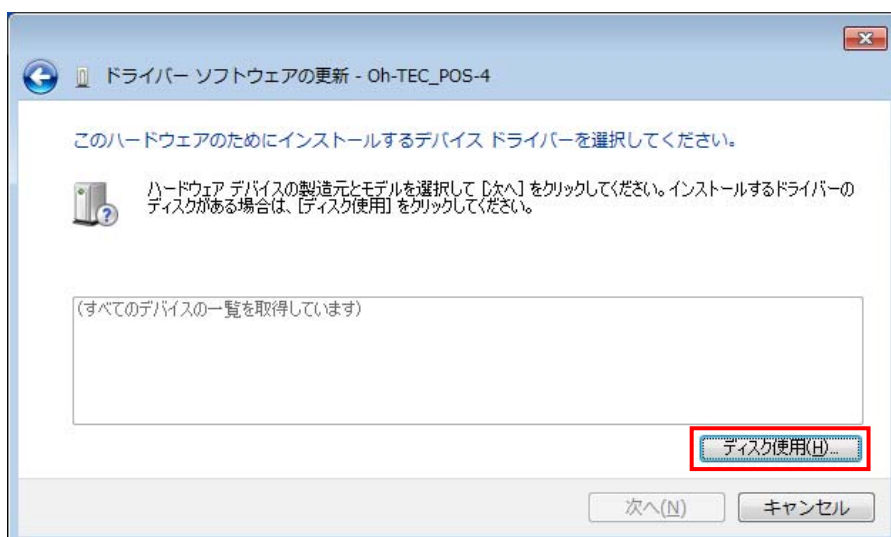 ドライバー ソフトウェアの更新 - Oh-TEC_POS-4
このハードウェアのためにインストールするデバイス ドライバーを選択してください。
ハードウェア デバイスの製造元とモデルを選択して [次へ] をクリックしてください。インストールするドライバーの
ディスクがある場合は、[ディスク使用] をクリックしてください。
(すべてのデバイスの一覧を取得しています)
ディスク使用(H)...
次へ(N)
キャンセル